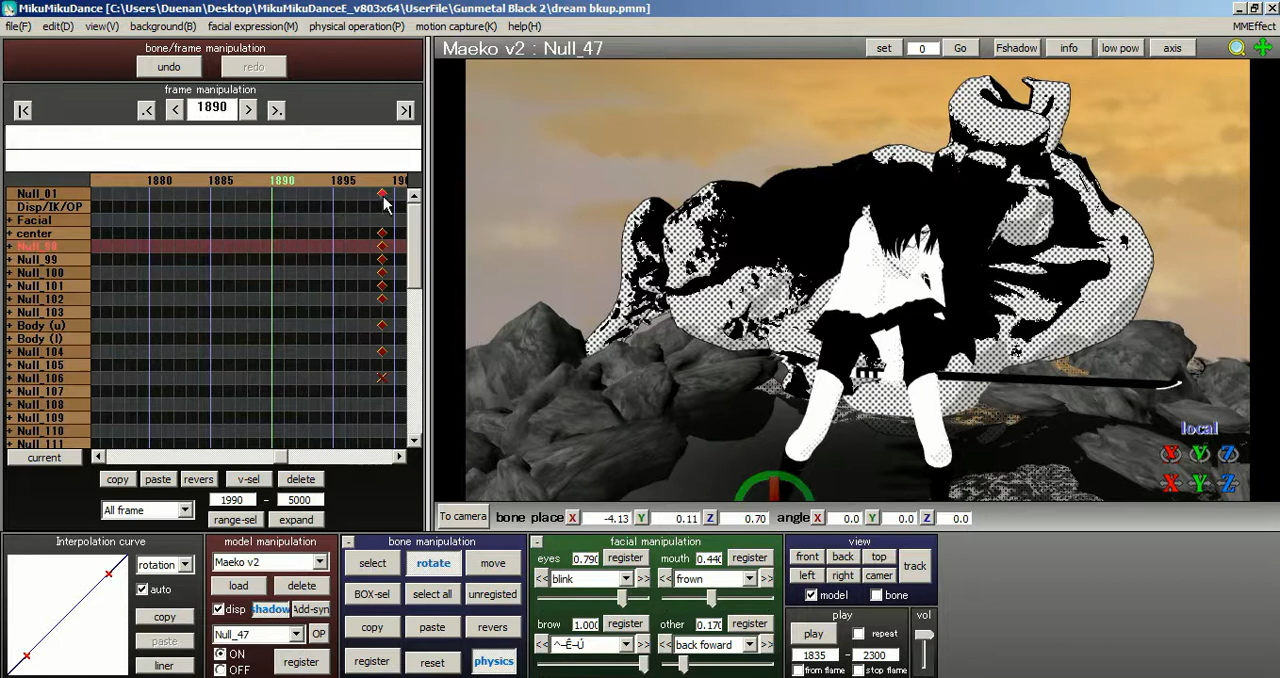 MikuMikuDance [C:\Users\Duenan\Desktop\MikuMikuDanceE_v803x64\UserFile\Gunmetal Black 2\dream bkup.pmm]
file(F) edit(D) view(V) background(B) facial expression(M) physical operation(P) motion capture(K) help(H) MMEffect
bone/frame manipulation
undo redo
frame manipulation
|< .< < 1890 > >. >|
Maeko v2 : Null_47
set 0 Go Fshadow info low pow axis
1880 1885 1890 1895 190
Null_01
Disp/IK/OP
+ Facial
+ center
+ Null_98
+ Null_99
+ Null_100
+ Null_101
+ Null_102
+ Null_103
+ Body (u)
+ Body (l)
+ Null_104
+ Null_105
+ Null_106
+ Null_107
+ Null_108
+ Null_109
+ Null_110
+ Null_111
current
copy paste revers v-sel delete
All frame 1990 - 5000
range-sel expand
local
X Y Z
X Y Z
To camera bone place X -4.13 Y 0.11 Z 0.70 angle X 0.0 Y 0.0 Z 0.0
Interpolation curve
rotation
auto
copy
paste
liner
model manipulation
Maeko v2
load delete
disp shadow Add-syn
Null_47 OP
ON
OFF
register
bone manipulation
select rotate move
BOX-sel select all unregisted
copy paste revers
register reset physics
facial manipulation
eyes 0.790 register mouth 0.440 register
<< blink >> << frown >>
brow 1.000 register other 0.170 register
<< ^-Ê-Ú >> << back foward >>
view
front back top track
left right camer
model bone
play
play repeat
1835 - 2300
from flame stop flame
vol